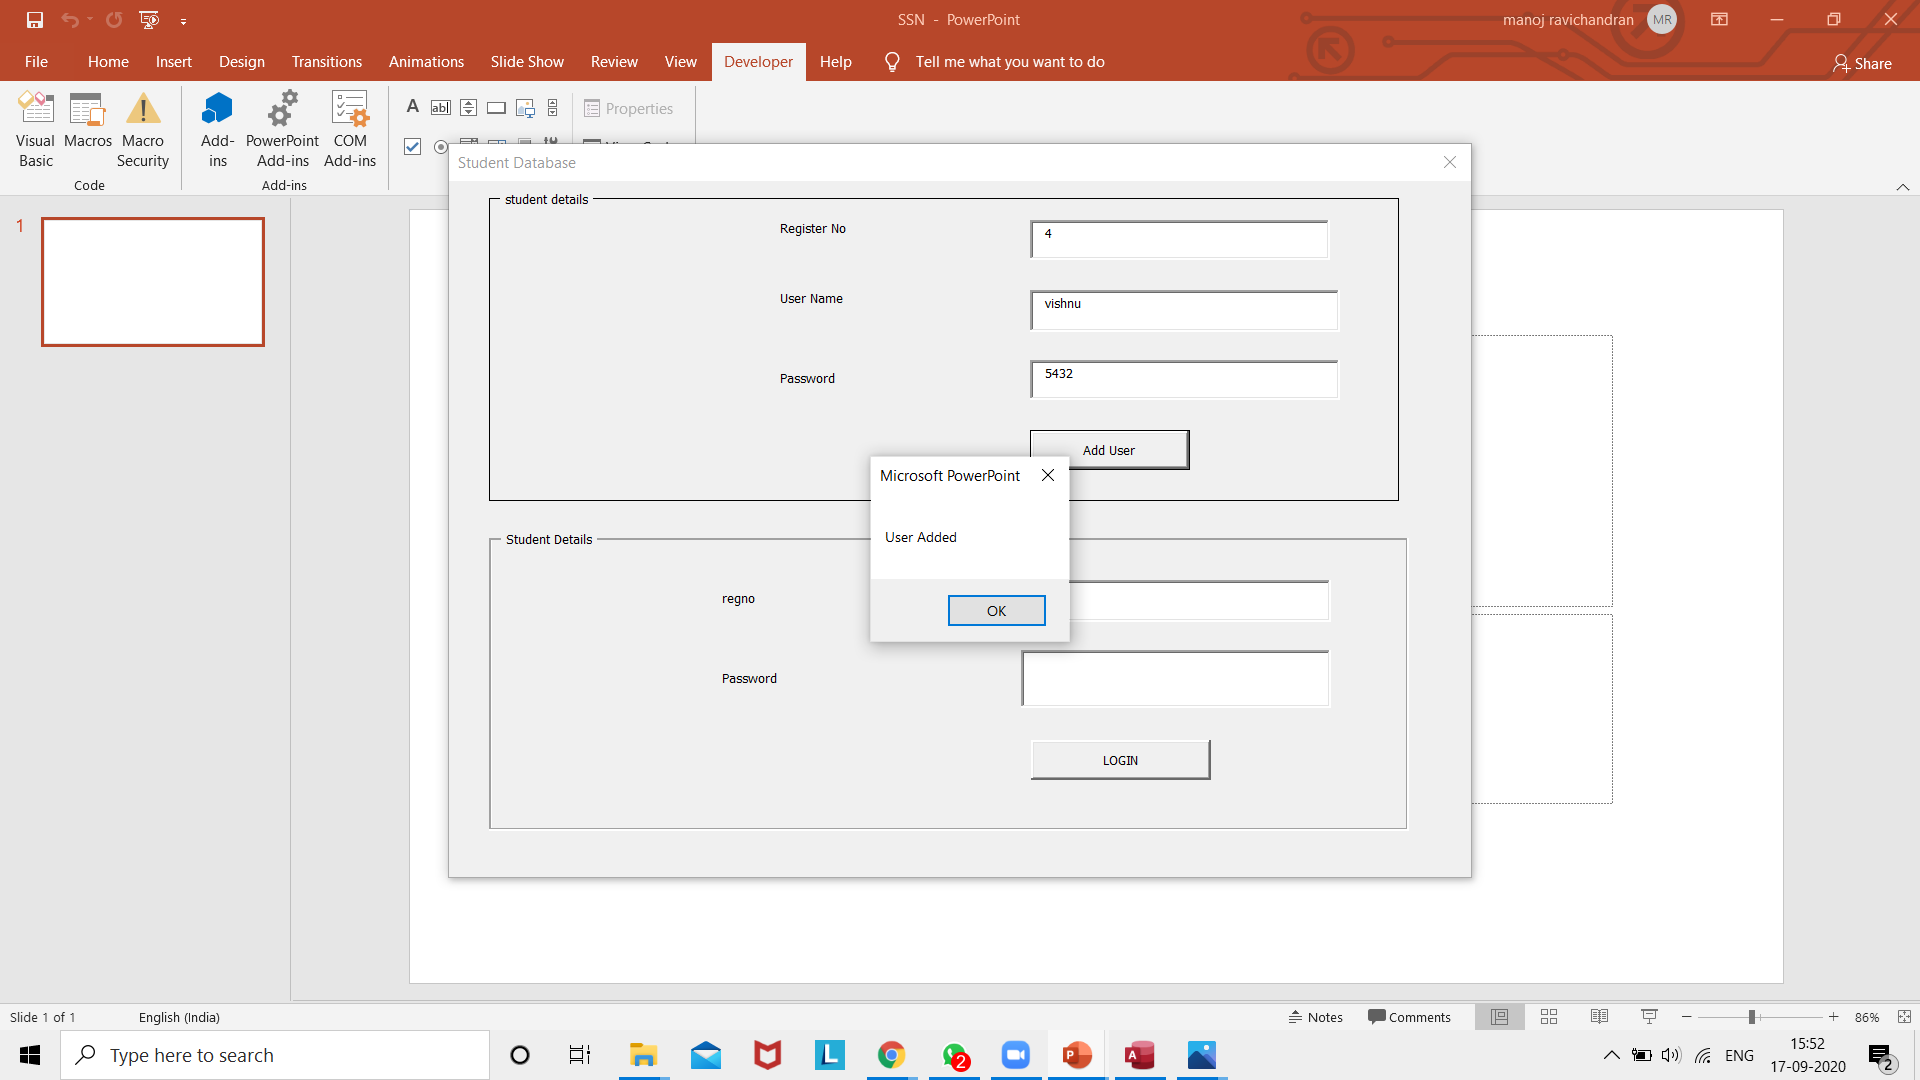 SSN - PowerPoint
manoj ravichandran MR
File Home Insert Design Transitions Animations Slide Show Review View Developer Help Tell me what you want to do Share
Visual Basic
Macros
Macro Security
Code
Add-ins
PowerPoint Add-ins
COM Add-ins
Add-ins
A
ab|
Properties
Student Database
student details
Register No 4
User Name vishnu
Password 5432
Add User
Microsoft PowerPoint
User Added
OK
Student Details
regno
Password
LOGIN
1
Slide 1 of 1 English (India) Notes Comments 86%
Type here to search
L
2
P
A
ENG
15:52
17-09-2020
2